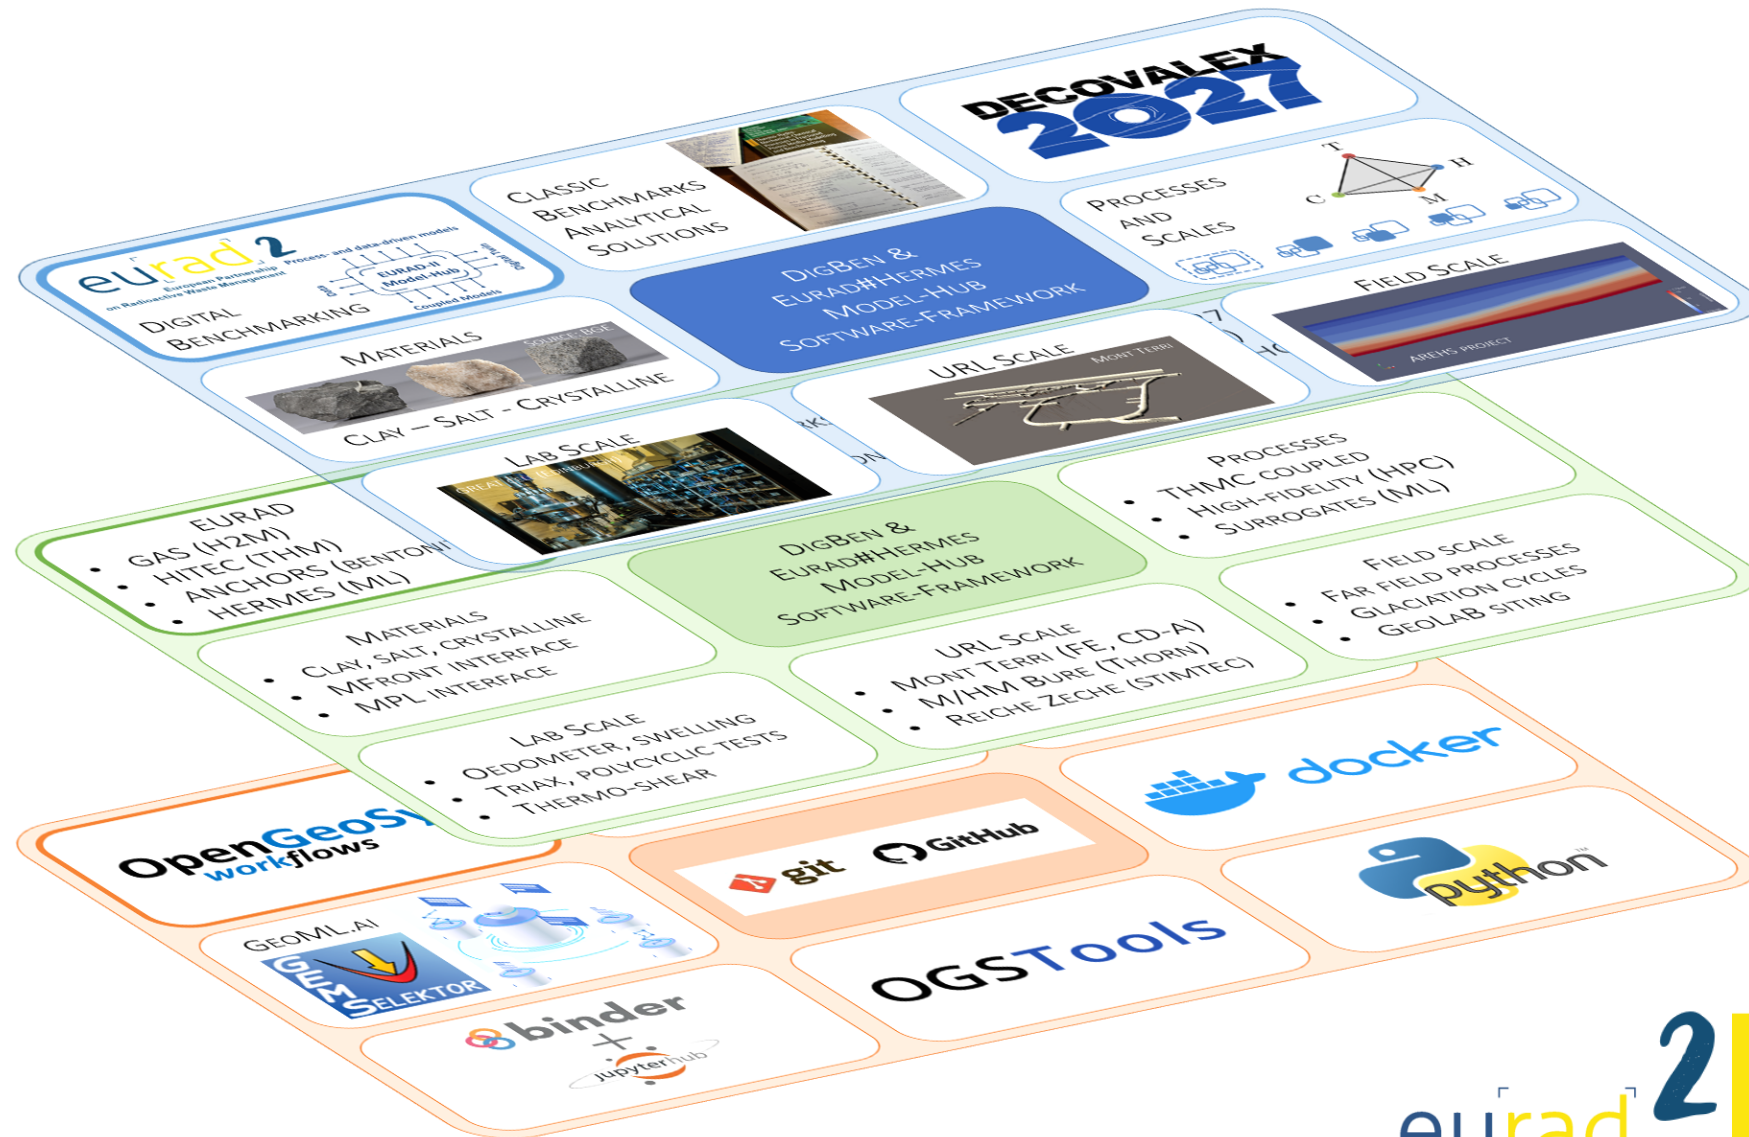 DECOVALEX
2027
CLASSIC
BENCHMARKS
ANALYTICAL
SOLUTIONS
PROCESSES
AND
SCALES
T
H
C
M
eurad 2
European Partnership
on Radioactive Waste Management
Process- and data-driven models
EURAD-II
Model-Hub
Coupled Models
DIGITAL
BENCHMARKING
DIGBEN &
EURAD#HERMES
MODEL-HUB
SOFTWARE-FRAMEWORK
FIELD SCALE
AREHS PROJECT
MATERIALS
SOURCE: BGE
CLAY – SALT - CRYSTALLINE
URL SCALE
MONT TERRI
LAB SCALE
EURAD
• GAS (H2M)
• HITEC (THM)
• ANCHORS (BENTONI
• HERMES (ML)
DIGBEN &
EURAD#HERMES
MODEL-HUB
SOFTWARE-FRAMEWORK
PROCESSES
• THMC COUPLED
• HIGH-FIDELITY (HPC)
• SURROGATES (ML)
MATERIALS
• CLAY, SALT, CRYSTALLINE
• MFRONT INTERFACE
• MPL INTERFACE
URL SCALE
• MONT TERRI (FE, CD-A)
• M/HM BURE (THORN)
• REICHE ZECHE (STIMTEC)
FIELD SCALE
• FAR FIELD PROCESSES
• GLACIATION CYCLES
• GEOLAB SITING
LAB SCALE
• OEDOMETER, SWELLING
• TRIAX, POLYCYCLIC TESTS
• THERMO-SHEAR
OpenGeoSy
workflows
git GitHub
docker
GEOML.AI
GEMS
SELEKTOR
OGSTools
python™
binder
+
jupyterhub
eurad 2